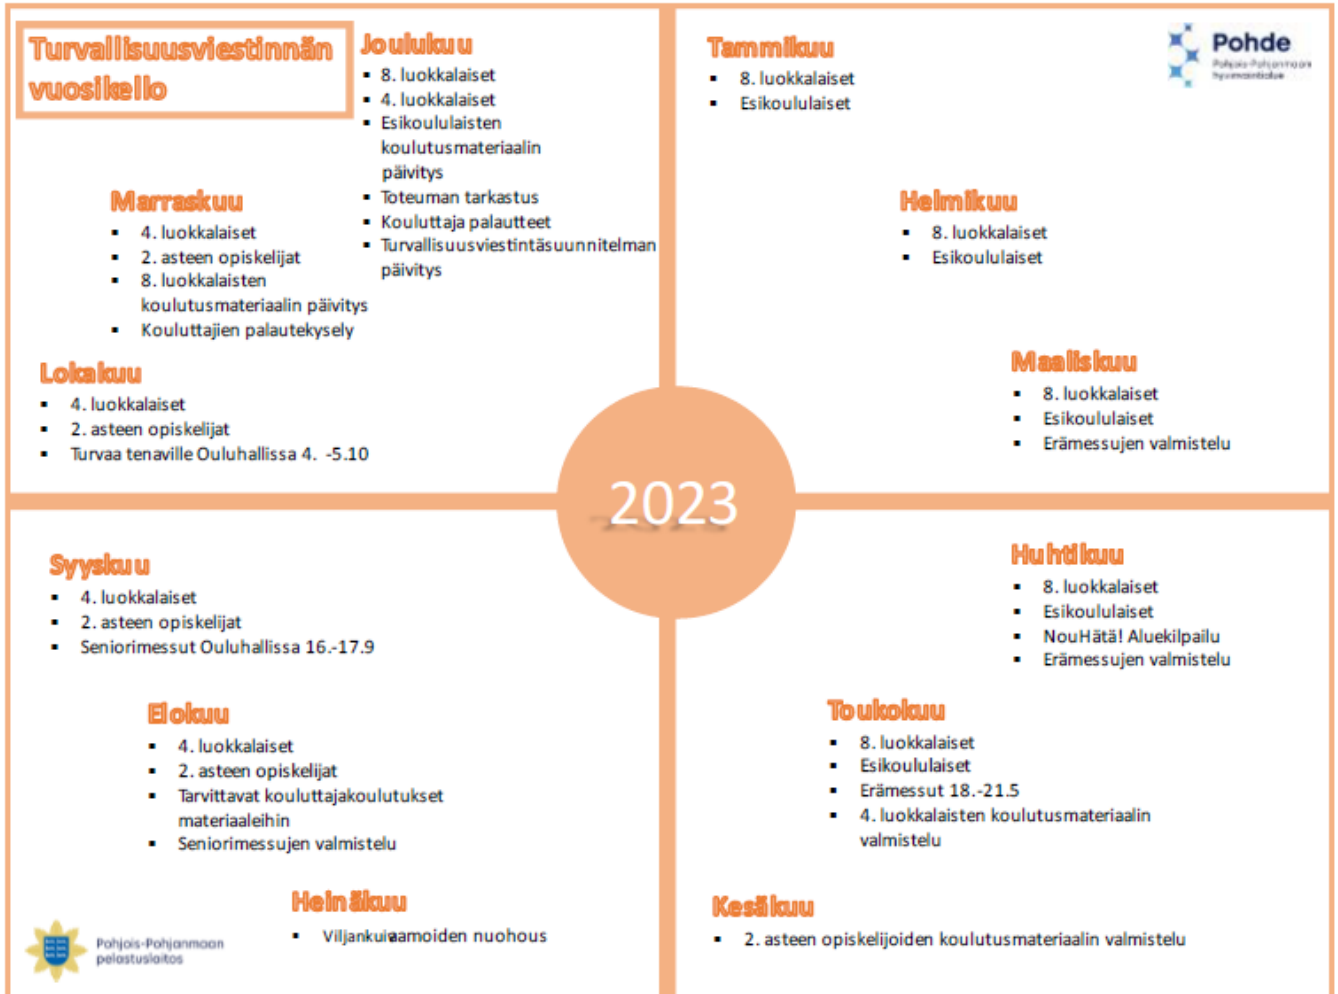 Turvallisuusviestinnän
vuosikello
Joulukuu
▪ 8. luokkalaiset
▪ 4. luokkalaiset
▪ Esikoululaisten
koulutusmateriaalin
päivitys
▪ Toteuman tarkastus
▪ Kouluttaja palautteet
▪ Turvallisuusviestintäsuunnitelman
päivitys
Marraskuu
▪ 4. luokkalaiset
▪ 2. asteen opiskelijat
▪ 8. luokkalaisten
koulutusmateriaalin päivitys
▪ Kouluttajien palautekysely
Lokakuu
▪ 4. luokkalaiset
▪ 2. asteen opiskelijat
▪ Turvaa tenaville Ouluhallissa 4. -5.10
Tammikuu
▪ 8. luokkalaiset
▪ Esikoululaiset
Pohde
Pohjois-Pohjanmaan
hyvinvointialue
Helmikuu
▪ 8. luokkalaiset
▪ Esikoululaiset
Maaliskuu
▪ 8. luokkalaiset
▪ Esikoululaiset
▪ Erämessujen valmistelu
2023
Syyskuu
▪ 4. luokkalaiset
▪ 2. asteen opiskelijat
▪ Seniorimessut Ouluhallissa 16.-17.9
Elokuu
▪ 4. luokkalaiset
▪ 2. asteen opiskelijat
▪ Tarvittavat kouluttajakoulutukset
materiaaleihin
▪ Seniorimessujen valmistelu
Heinäkuu
▪ Viljankuivaamoiden nuohous
Pohjois-Pohjanmaan
pelastuslaitos
Huhtikuu
▪ 8. luokkalaiset
▪ Esikoululaiset
▪ NouHätä! Aluekilpailu
▪ Erämessujen valmistelu
Toukokuu
▪ 8. luokkalaiset
▪ Esikoululaiset
▪ Erämessut 18.-21.5
▪ 4. luokkalaisten koulutusmateriaalin
valmistelu
Kesäkuu
▪ 2. asteen opiskelijoiden koulutusmateriaalin valmistelu